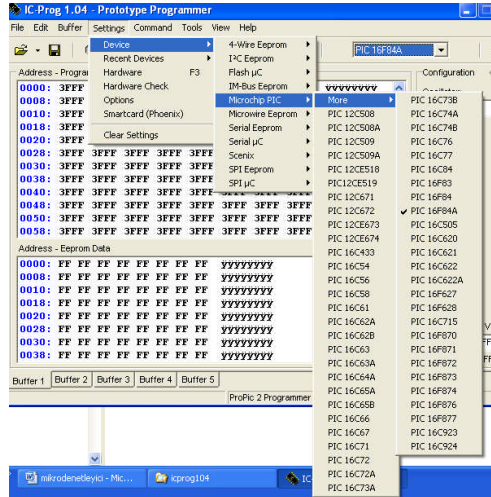 IC-Prog 1.04 - Prototype Programmer
File Edit Buffer Settings Command Tools View Help
PIC 16F84A
Device
Recent Devices
Hardware F3
Hardware Check
Options
Smartcard (Phoenix)
Clear Settings
4-Wire Eeprom
I²C Eeprom
Flash µC
IM-Bus Eeprom
Microchip PIC
Microwire Eeprom
Serial Eeprom
Serial µC
Scenix
SPI Eeprom
SPI µC
More
PIC 12C508
PIC 12C508A
PIC 12C509
PIC 12C509A
PIC 12CE518
PIC12CE519
PIC 12C671
PIC 12C672
PIC 12CE673
PIC 12CE674
PIC 16C433
PIC 16C54
PIC 16C56
PIC 16C58
PIC 16C61
PIC 16C62A
PIC 16C62B
PIC 16C63
PIC 16C63A
PIC 16C64A
PIC 16C65A
PIC 16C65B
PIC 16C66
PIC 16C67
PIC 16C71
PIC 16C72
PIC 16C72A
PIC 16C73A
PIC 16C73B
PIC 16C74A
PIC 16C74B
PIC 16C76
PIC 16C77
PIC 16C84
PIC 16F83
PIC 16F84
PIC 16F84A
PIC 16C505
PIC 16C620
PIC 16C621
PIC 16C622
PIC 16C622A
PIC 16F627
PIC 16F628
PIC 16C715
PIC 16F870
PIC 16F871
PIC 16F872
PIC 16F873
PIC 16F874
PIC 16F876
PIC 16F877
PIC 16C923
PIC 16C924
Configuration
Address - Progra
0000: 3FFF ÿÿÿÿÿÿÿÿ
0008: 3FFF
0010: 3FFF
0018: 3FFF
0020: 3FFF
0028: 3FFF 3FFF 3FFF 3FFF
0030: 3FFF 3FFF 3FFF 3FFF
0038: 3FFF 3FFF 3FFF 3FFF
0040: 3FFF 3FFF 3FFF 3FFF
0048: 3FFF 3FFF 3FFF 3FFF 3FFF 3FFF 3FFF
0050: 3FFF 3FFF 3FFF 3FFF 3FFF 3FFF 3FFF
0058: 3FFF 3FFF 3FFF 3FFF 3FFF 3FFF 3FFF
Address - Eeprom Data
0000: FF FF FF FF FF FF FF FF ÿÿÿÿÿÿÿÿ
0008: FF FF FF FF FF FF FF FF ÿÿÿÿÿÿÿÿ
0010: FF FF FF FF FF FF FF FF ÿÿÿÿÿÿÿÿ
0018: FF FF FF FF FF FF FF FF ÿÿÿÿÿÿÿÿ
0020: FF FF FF FF FF FF FF FF ÿÿÿÿÿÿÿÿ
0028: FF FF FF FF FF FF FF FF ÿÿÿÿÿÿÿÿ
0030: FF FF FF FF FF FF FF FF ÿÿÿÿÿÿÿÿ
0038: FF FF FF FF FF FF FF FF ÿÿÿÿÿÿÿÿ
Buffer 1 Buffer 2 Buffer 3 Buffer 4 Buffer 5
ProPic 2 Programmer
mikrodenetleyici - Mic... icprog104 IC-